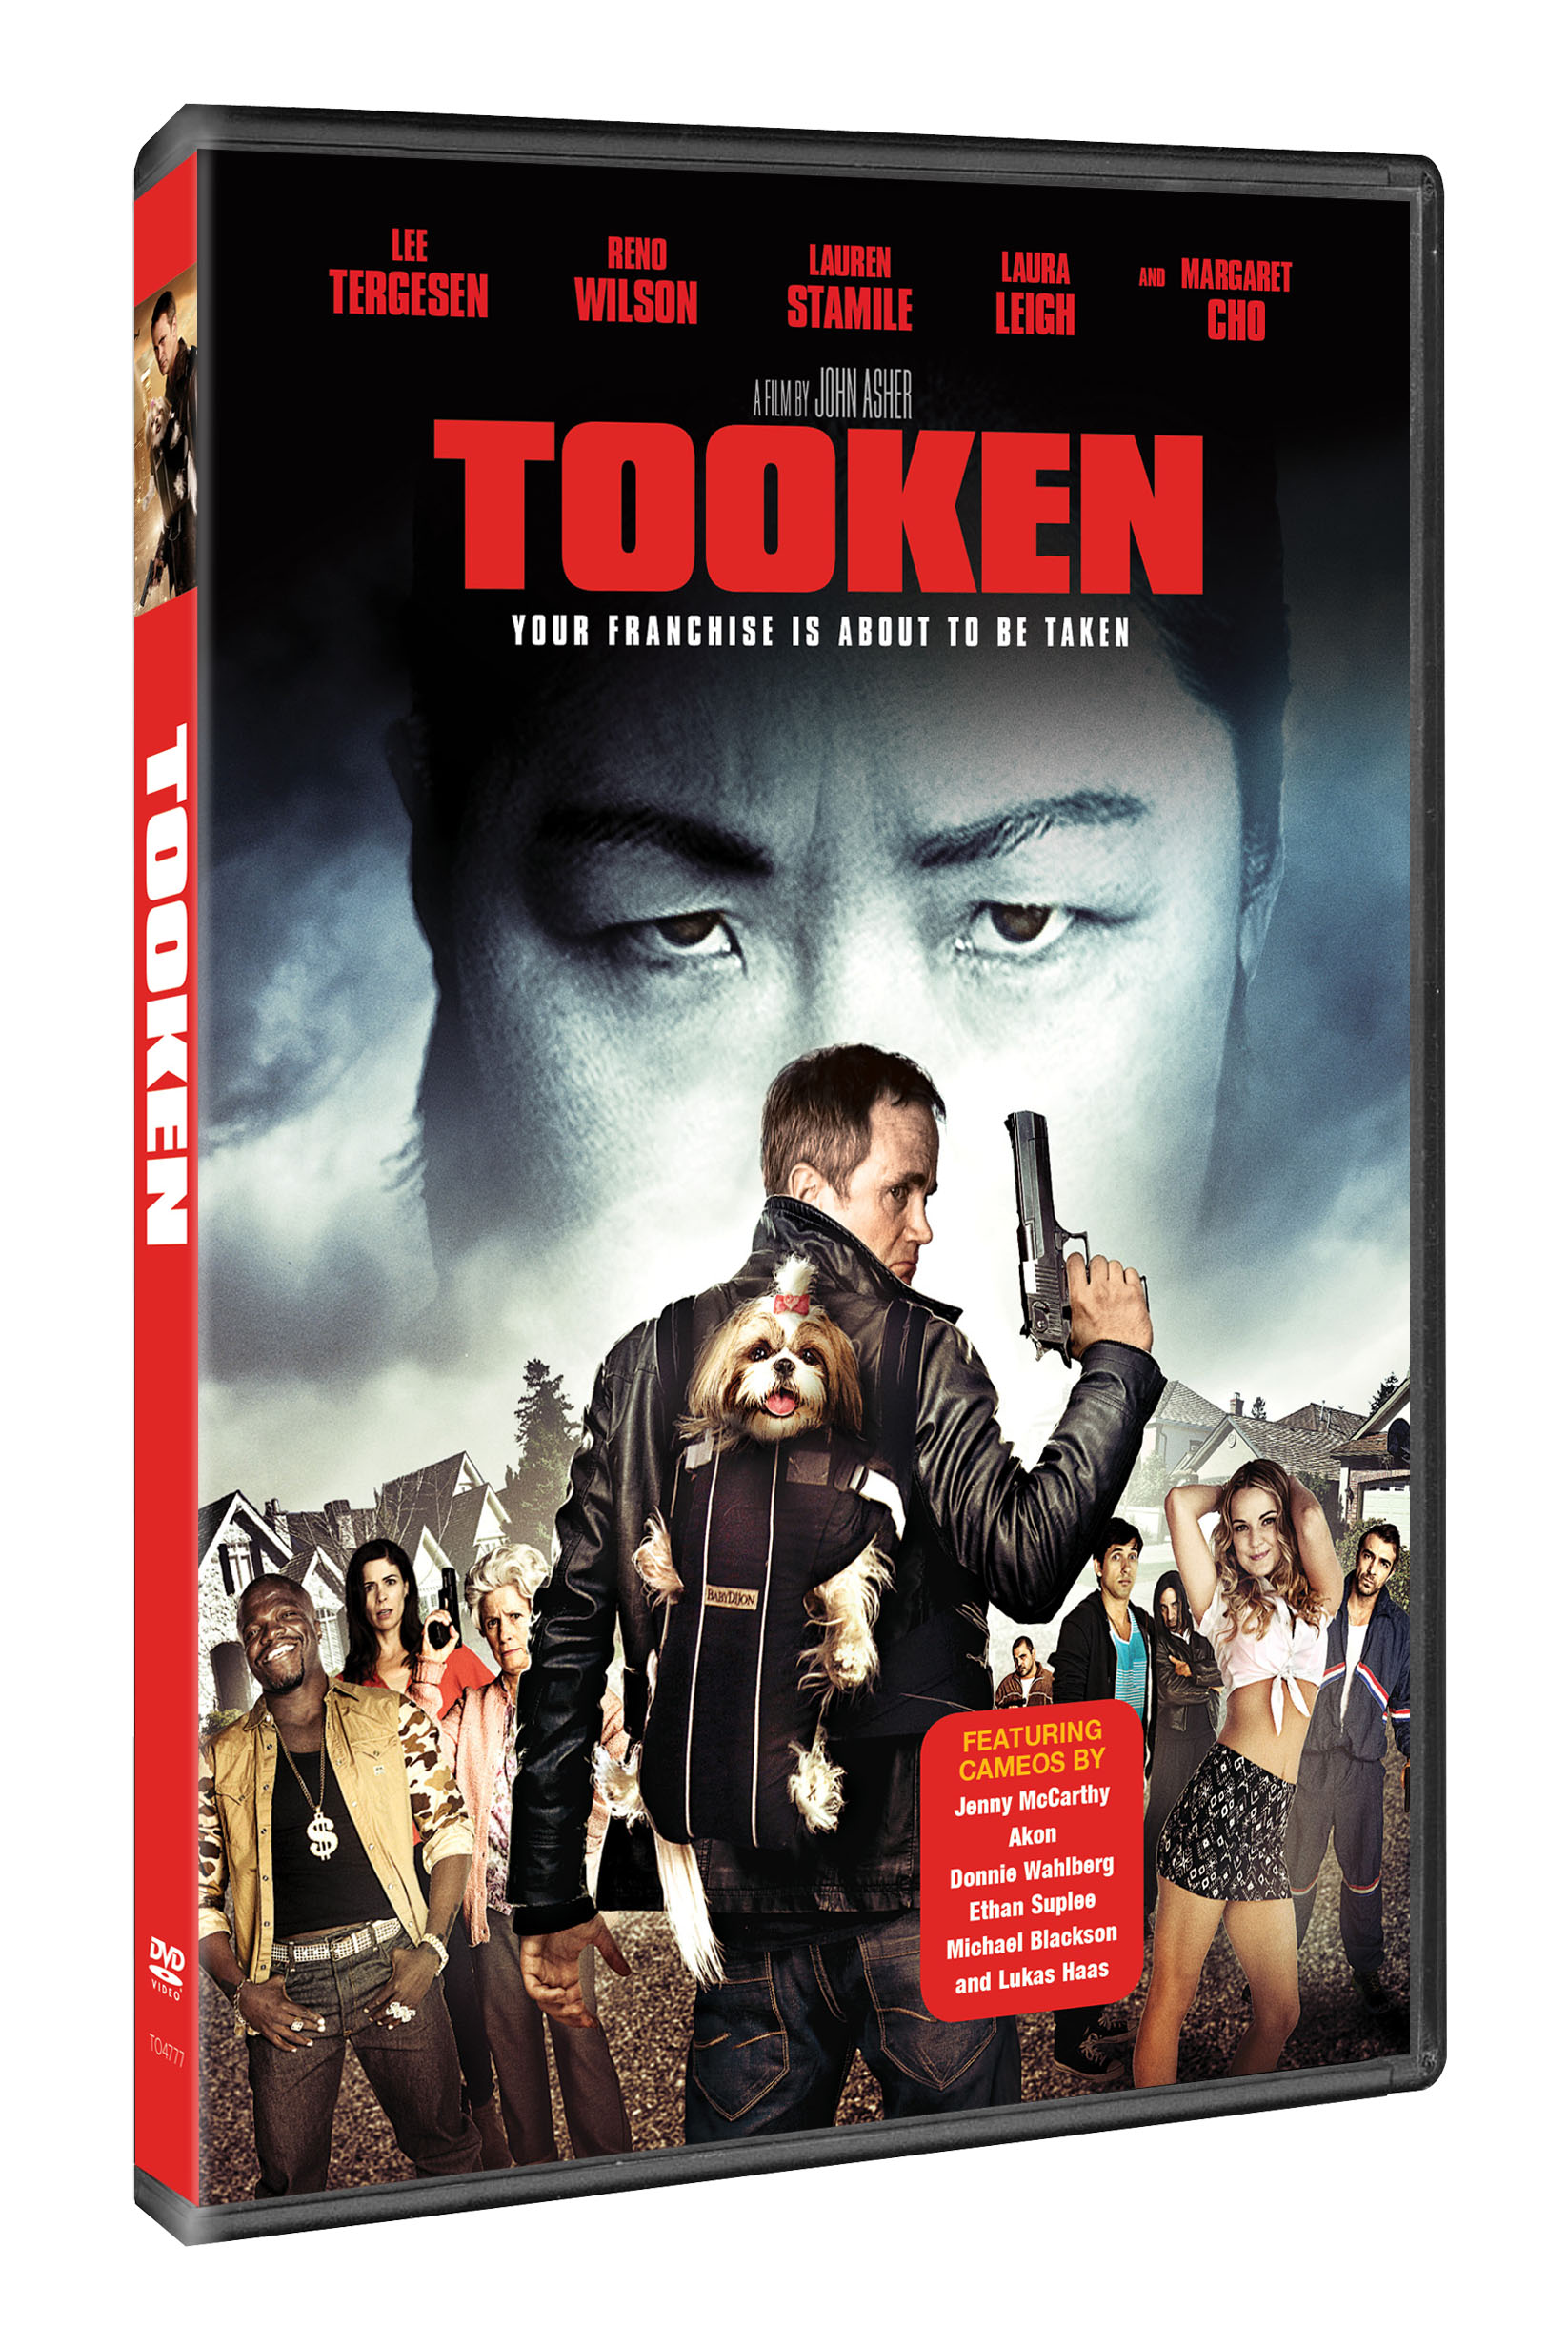 LEE
TERGESEN
RENO
WILSON
LAUREN
STAMILE
LAURA
LEIGH
AND MARGARET
CHO
A FILM BY JOHN ASHER
TOOKEN
YOUR FRANCHISE IS ABOUT TO BE TAKEN
BABYDIJON
$
FEATURING
CAMEOS BY
Jenny McCarthy
Akon
Donnie Wahlberg
Ethan Suplee
Michael Blackson
and Lukas Haas
TOOKEN
DVD
VIDEO
TO4777